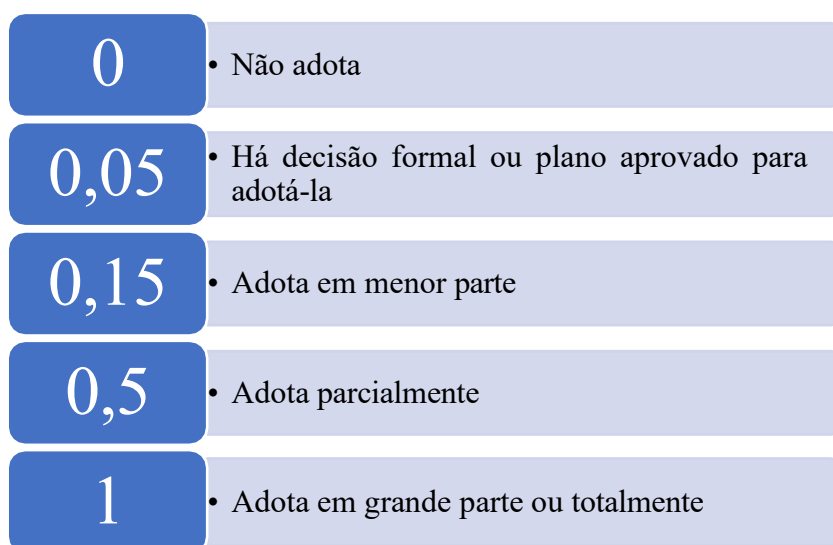 0
• Não adota
0,05
• Há decisão formal ou plano aprovado para
adotá-la
0,15
• Adota em menor parte
0,5
• Adota parcialmente
1
• Adota em grande parte ou totalmente